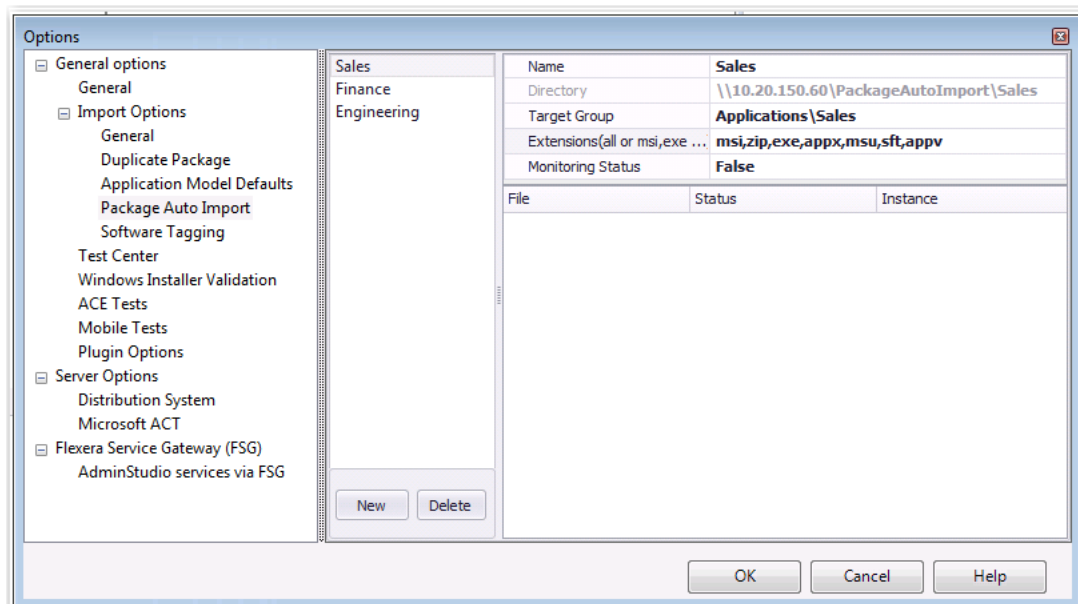 Options
General options
General
Import Options
General
Duplicate Package
Application Model Defaults
Package Auto Import
Software Tagging
Test Center
Windows Installer Validation
ACE Tests
Mobile Tests
Plugin Options
Server Options
Distribution System
Microsoft ACT
Flexera Service Gateway (FSG)
AdminStudio services via FSG
Sales
Finance
Engineering
New Delete
Name Sales
Directory \\10.20.150.60\PackageAutoImport\Sales
Target Group Applications\Sales
Extensions(all or msi,exe ... msi,zip,exe,appx,msu,sft,appv
Monitoring Status False
File Status Instance
OK Cancel Help